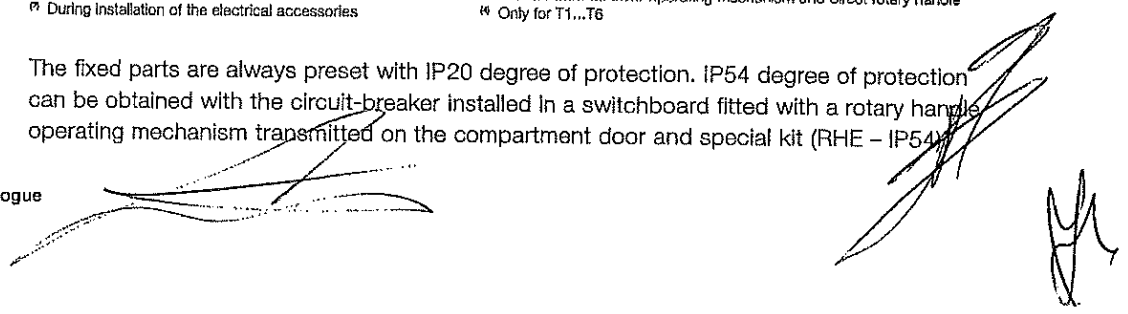 During installation of the electrical accessories
Only for T1...T6
The fixed parts are always preset with IP20 degree of protection. IP54 degree of protection
can be obtained with the circuit-breaker installed in a switchboard fitted with a rotary handle
operating mechanism transmitted on the compartment door and special kit (RHE – IP54).
ogue